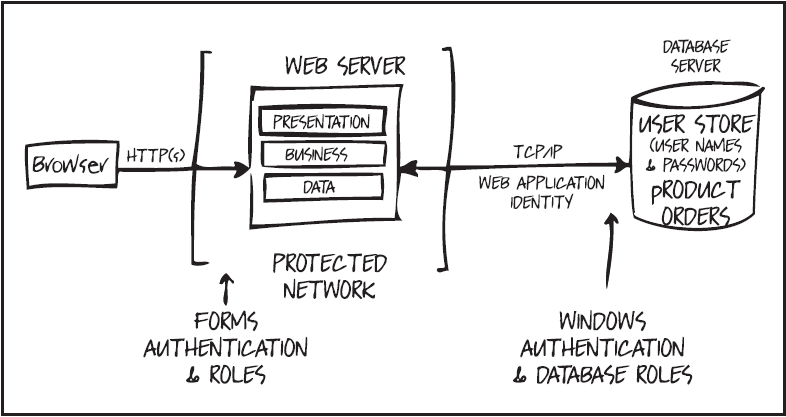 BROWSER
HTTP(S)
WEB SERVER
PRESENTATION
BUSINESS
DATA
PROTECTED
NETWORK
FORMS
AUTHENTICATION
& ROLES
TCP/IP
WEB APPLICATION
IDENTITY
DATABASE
SERVER
USER STORE
(USER NAMES
& PASSWORDS)
PRODUCT
ORDERS
WINDOWS
AUTHENTICATION
& DATABASE ROLES